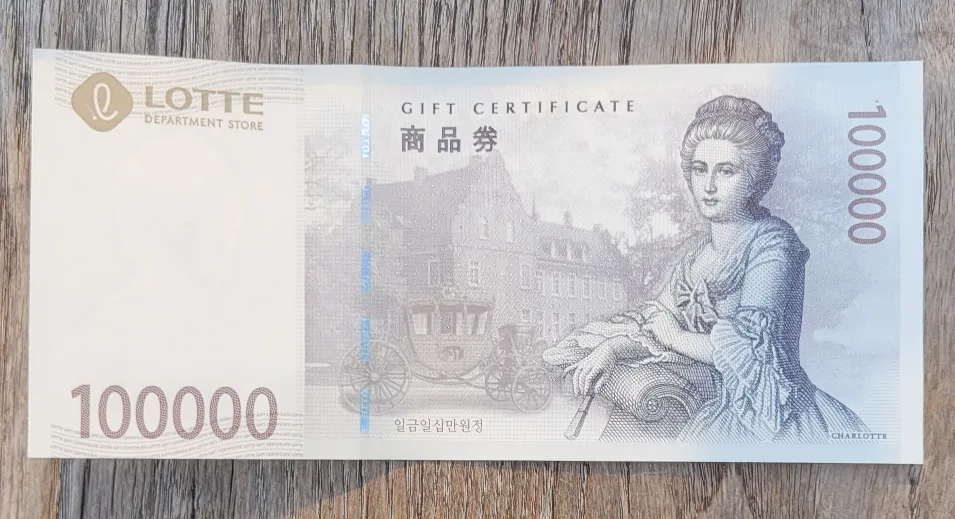 LOTTE
DEPARTMENT STORE
GIFT CERTIFICATE
商品券
100000
100000
일금일십만원정
CHARLOTTE